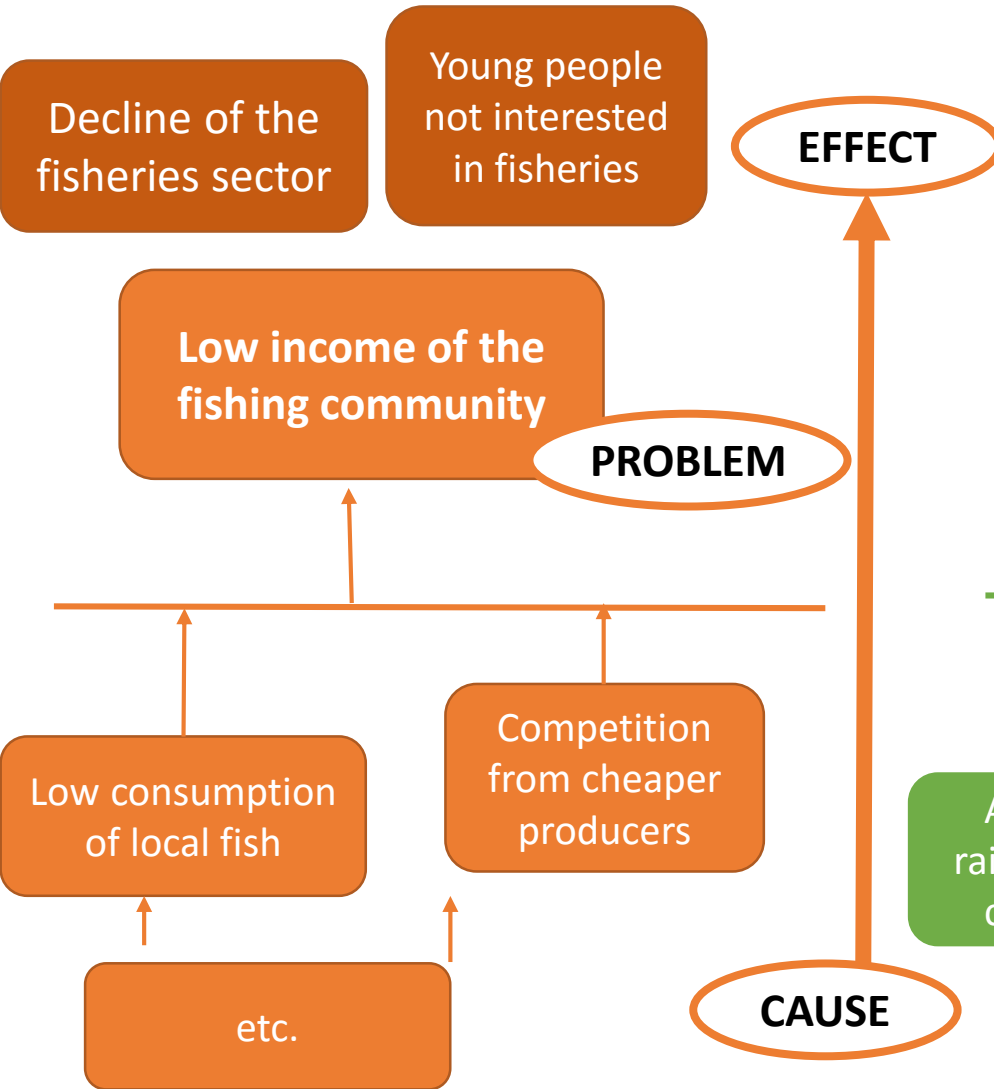 Decline of the
fisheries sector
Young people
not interested
in fisheries
EFFECT
Low income of the
fishing community
PROBLEM
Low consumption
of local fish
Competition
from cheaper
producers
etc.
CAUSE